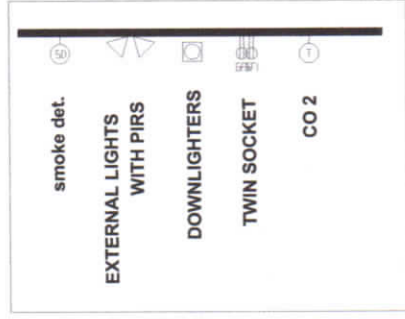 SD
smoke det.
EXTERNAL LIGHTS
WITH PIRS
DOWNLIGHTERS
TWIN SOCKET
T
CO 2